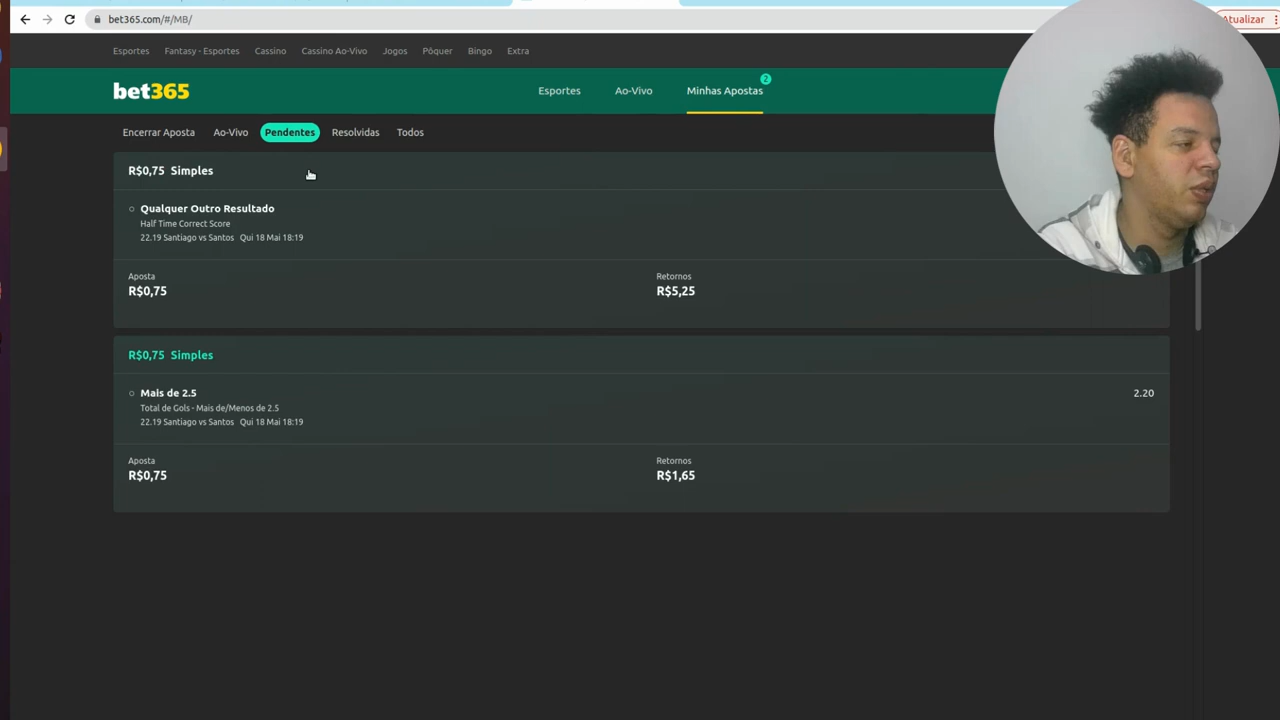 Atualizar
bet365.com/#/MB/
Esportes Fantasy - Esportes Cassino Cassino Ao-Vivo Jogos Pôquer Bingo Extra
bet365 Esportes Ao-Vivo Minhas Apostas 2
Encerrar Aposta Ao-Vivo Pendentes Resolvidas Todos
R$0,75 Simples
Qualquer Outro Resultado
Half Time Correct Score
22.19 Santiago vs Santos Qui 18 Mai 18:19
Aposta Retornos
R$0,75 R$5,25
R$0,75 Simples
Mais de 2.5 2.20
Total de Gols - Mais de/Menos de 2.5
22.19 Santiago vs Santos Qui 18 Mai 18:19
Aposta Retornos
R$0,75 R$1,65